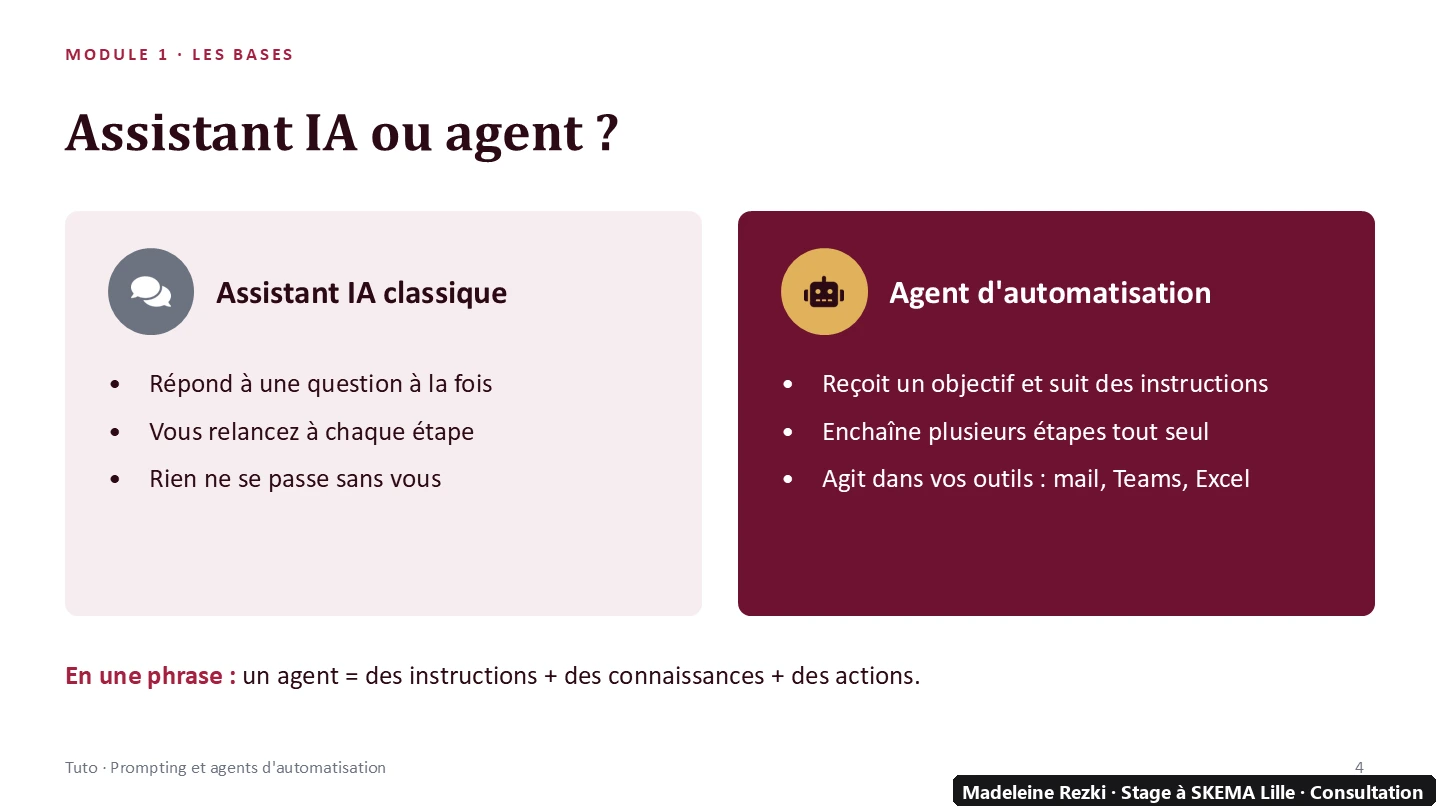 MODULE 1 · LES BASES
Assistant IA ou agent ?
Assistant IA classique
• Répond à une question à la fois
• Vous relancez à chaque étape
• Rien ne se passe sans vous
Agent d'automatisation
• Reçoit un objectif et suit des instructions
• Enchaîne plusieurs étapes tout seul
• Agit dans vos outils : mail, Teams, Excel
En une phrase : un agent = des instructions + des connaissances + des actions.
Tuto · Prompting et agents d'automatisation
4
Madeleine Rezki · Stage à SKEMA Lille · Consultation